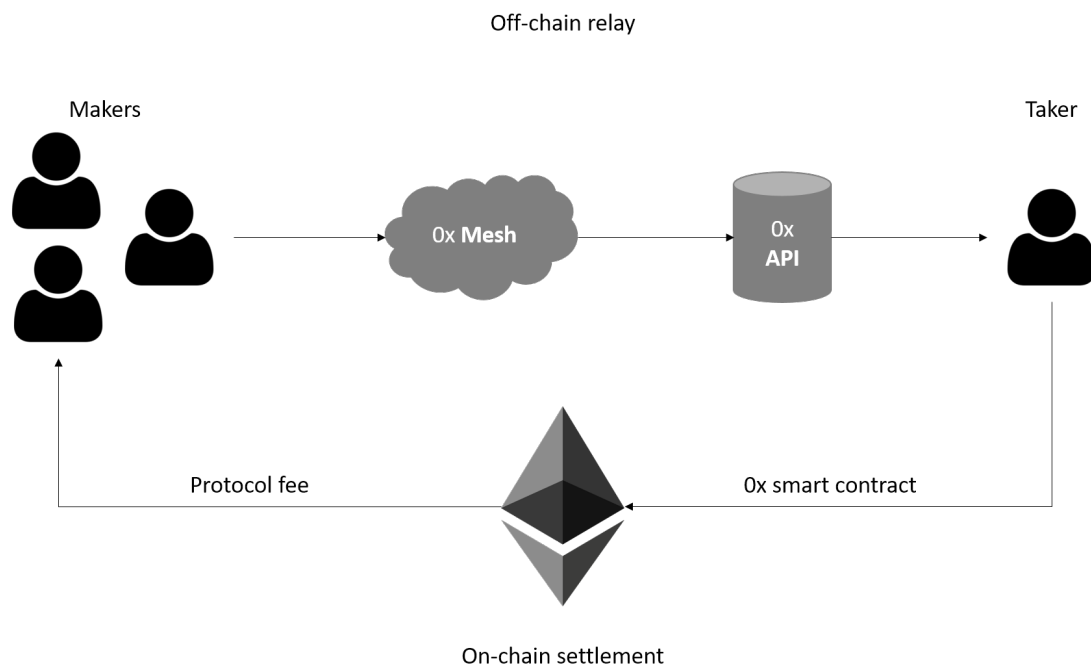 Off-chain relay
Makers
Taker
0x Mesh
0x
API
Protocol fee
0x smart contract
On-chain settlement